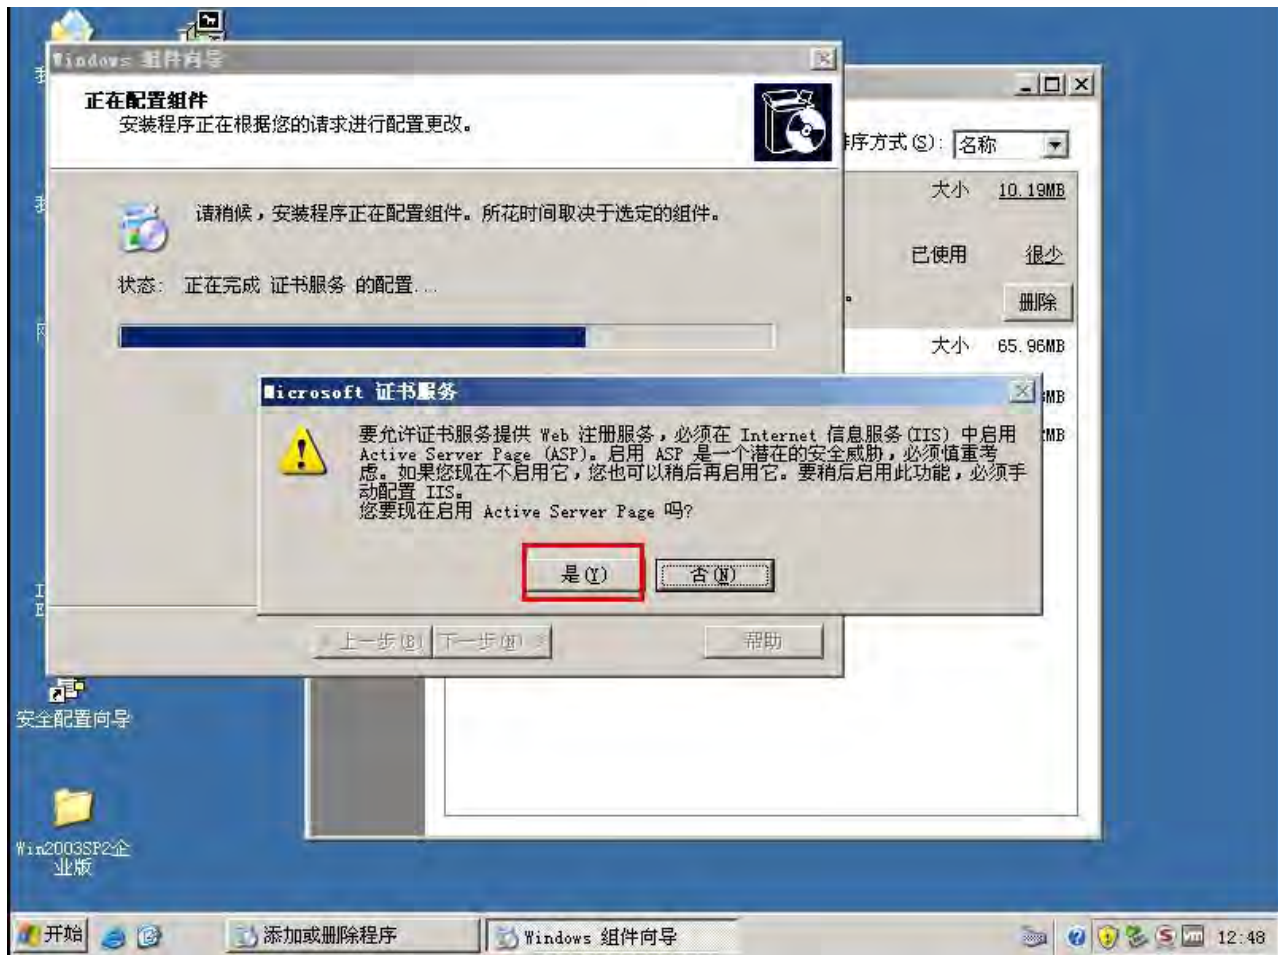 Windows 组件向导
正在配置组件
安装程序正在根据您的请求进行配置更改。
序方式(S): 名称
大小 10.19MB
请稍候，安装程序正在配置组件。所花时间取决于选定的组件。
已使用 很少
状态: 正在完成 证书服务 的配置...
删除
大小 65.96MB
Microsoft 证书服务
MB
要允许证书服务提供 Web 注册服务，必须在 Internet 信息服务(IIS) 中启用
MB
Active Server Page (ASP)。启用 ASP 是一个潜在的安全威胁，必须慎重考
虑。如果您现在不启用它，您也可以稍后再启用它。要稍后启用此功能，必须手
动配置 IIS。
您要现在启用 Active Server Page 吗?
是(Y) 否(N)
< 上一步(B) 下一步(N) > 帮助
安全配置向导
Win2003SP2企
业版
开始 添加或删除程序 Windows 组件向导 12:48